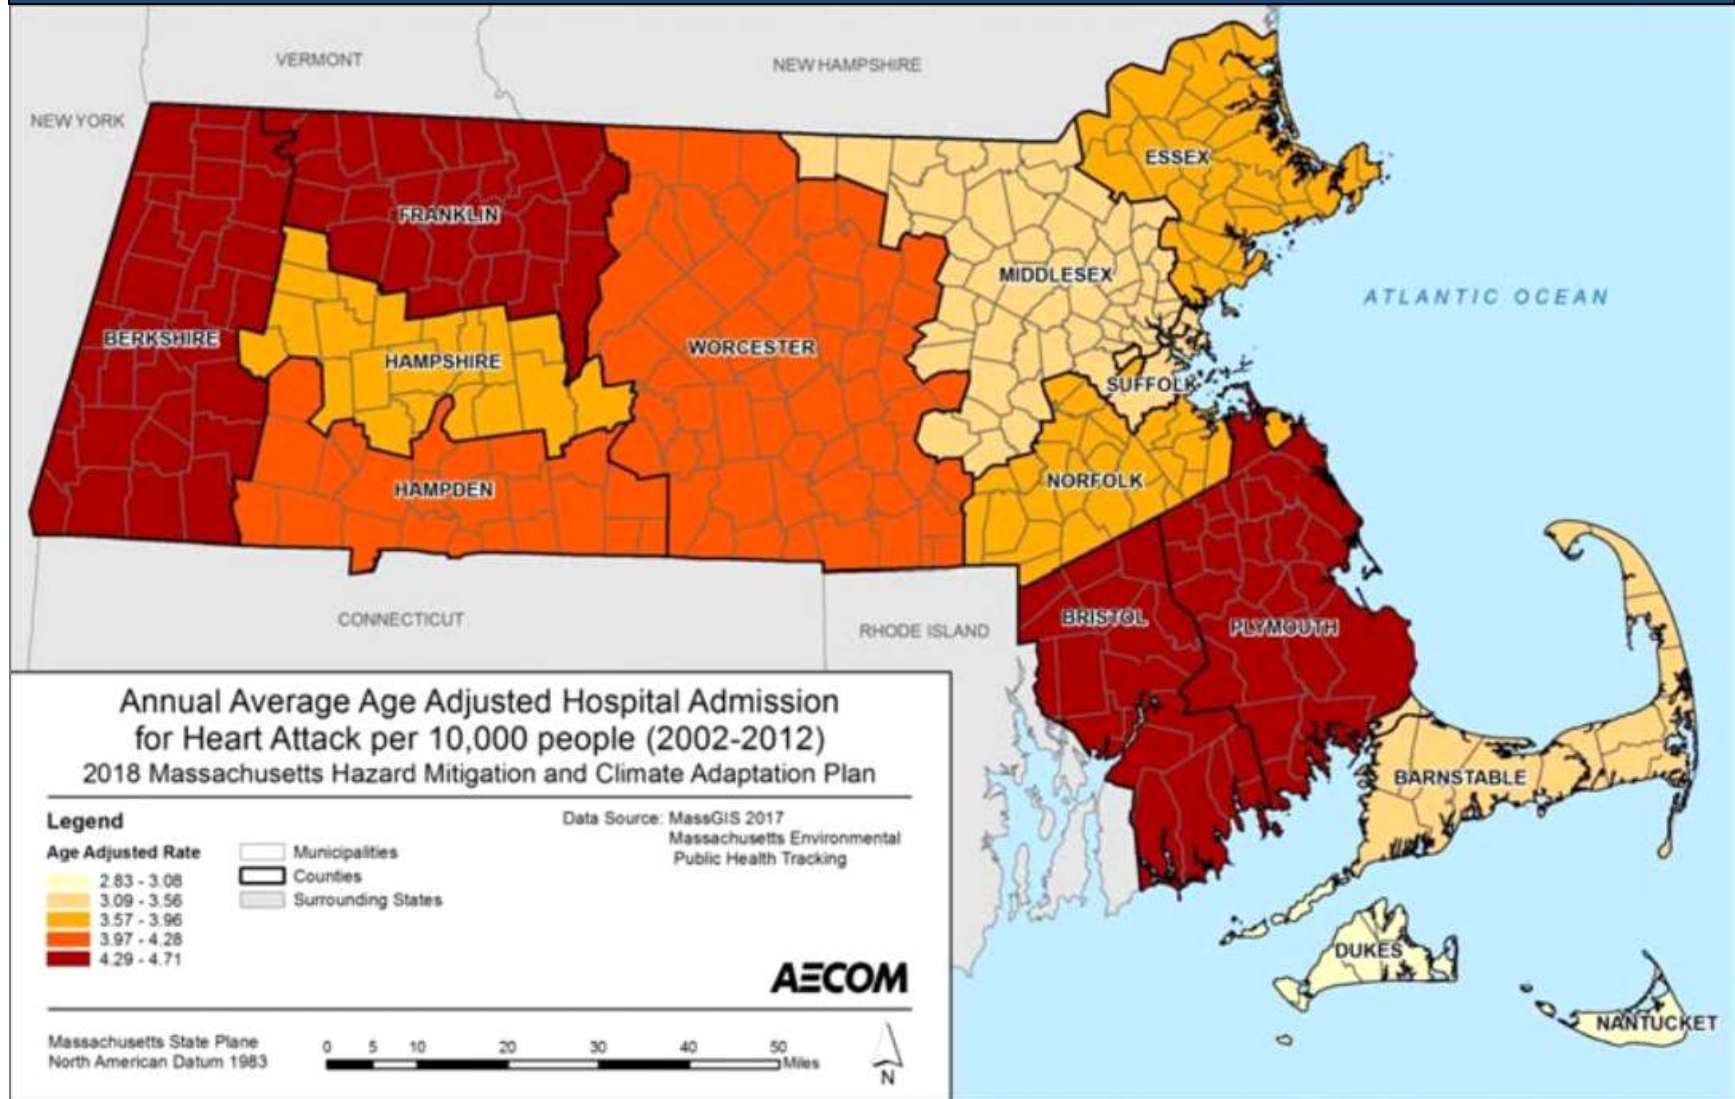 VERMONT
NEW HAMPSHIRE
NEW YORK
ESSEX
FRANKLIN
MIDDLESEX
ATLANTIC OCEAN
BERKSHIRE
HAMPSHIRE
WORCESTER
SUFFOLK
HAMPDEN
NORFOLK
CONNECTICUT
RHODE ISLAND
BRISTOL
PLYMOUTH
BARNSTABLE
DUKES
NANTUCKET
Annual Average Age Adjusted Hospital Admission
for Heart Attack per 10,000 people (2002-2012)
2018 Massachusetts Hazard Mitigation and Climate Adaptation Plan
Legend
Age Adjusted Rate
2.83 - 3.08
3.09 - 3.56
3.57 - 3.96
3.97 - 4.28
4.29 - 4.71
Municipalities
Counties
Surrounding States
Data Source: MassGIS 2017
Massachusetts Environmental
Public Health Tracking
AECOM
Massachusetts State Plane
North American Datum 1983
0 5 10 20 30 40 50
Miles
N